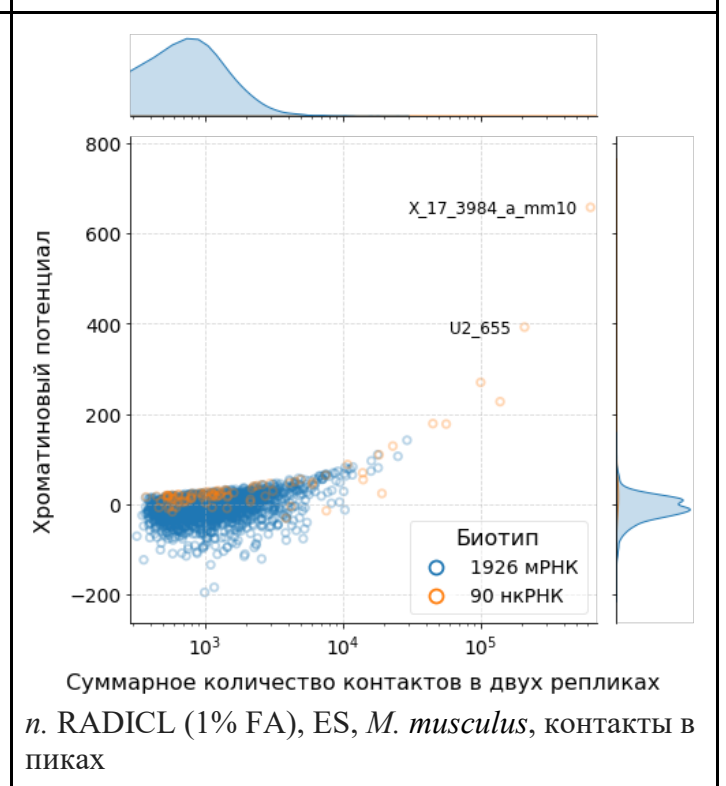 800
600
400
200
0
−200
Хроматиновый потенциал
X_17_3984_a_mm10
U2_655
Биотип
1926 мРНК
90 нкРНК
10³
10⁴
10⁵
Суммарное количество контактов в двух репликах
n. RADICL (1% FA), ES, M. musculus, контакты в
пиках